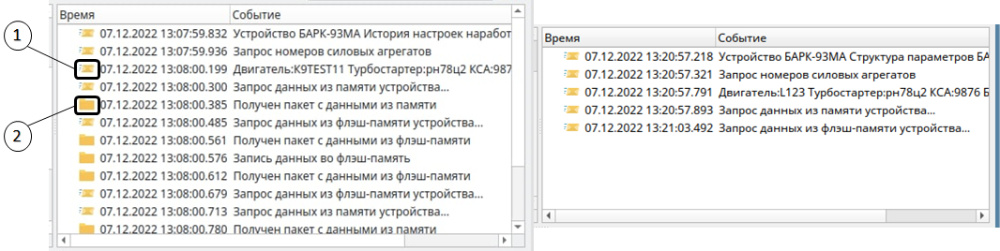 1
2
Время Событие
07.12.2022 13:07:59.832 Устройство БАРК-93МА История настроек наработ
07.12.2022 13:07:59.936 Запрос номеров силовых агрегатов
07.12.2022 13:08:00.199 Двигатель:K9TEST11 Турбостартер:рн78ц2 КСА:987
07.12.2022 13:08:00.300 Запрос данных из памяти устройства...
07.12.2022 13:08:00.385 Получен пакет с данными из памяти
07.12.2022 13:08:00.485 Запрос данных из флэш-памяти устройства...
07.12.2022 13:08:00.561 Получен пакет с данными из флэш-памяти
07.12.2022 13:08:00.576 Запись данных во флэш-память
07.12.2022 13:08:00.612 Получен пакет с данными из флэш-памяти
07.12.2022 13:08:00.679 Запрос данных из флэш-памяти устройства...
07.12.2022 13:08:00.713 Запрос данных из памяти устройства...
07.12.2022 13:08:00.780 Получен пакет с данными из памяти
Время Событие
07.12.2022 13:20:57.218 Устройство БАРК-93МА Структура параметров БА
07.12.2022 13:20:57.321 Запрос номеров силовых агрегатов
07.12.2022 13:20:57.791 Двигатель:L123 Турбостартер:рн78ц2 КСА:9876 Б
07.12.2022 13:20:57.893 Запрос данных из памяти устройства...
07.12.2022 13:21:03.492 Запрос данных из флэш-памяти устройства...